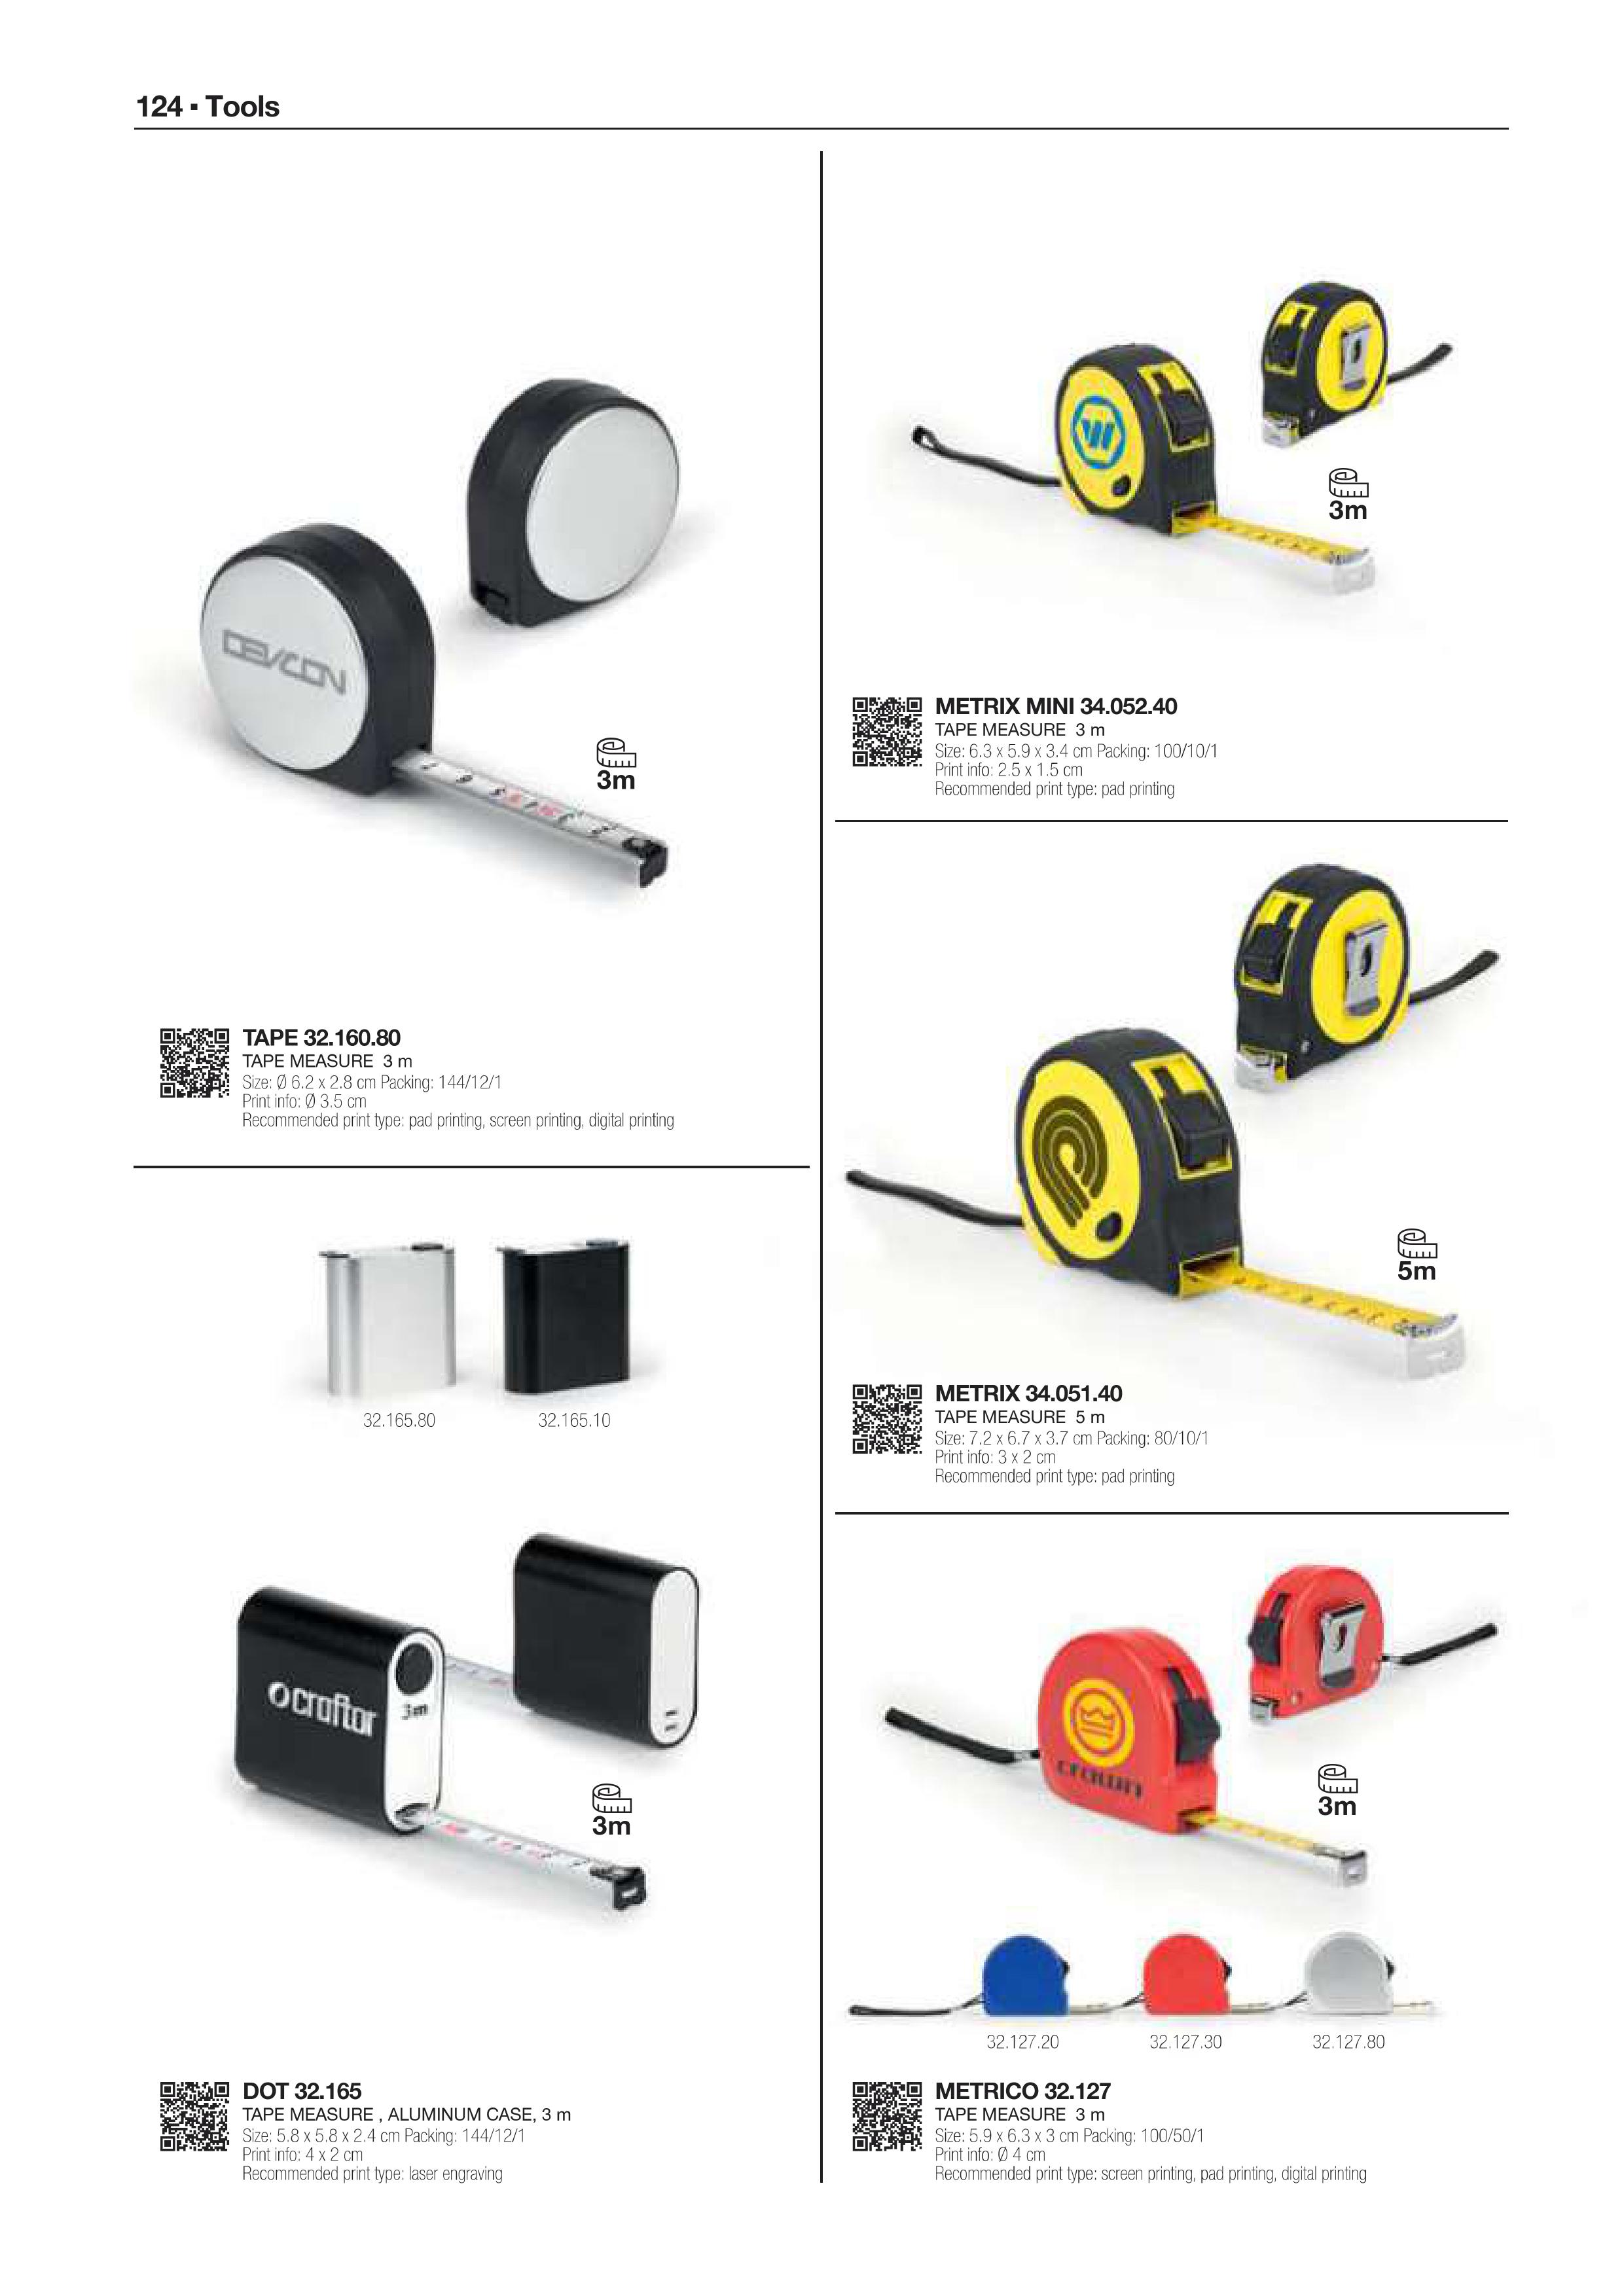 124 ▪ Tools
DEVCON
3m
TAPE 32.160.80
TAPE MEASURE 3 m
Size: Ø 6.2 x 2.8 cm Packing: 144/12/1
Print info: Ø 3.5 cm
Recommended print type: pad printing, screen printing, digital printing
32.165.80 32.165.10
craftor
3m
3m
DOT 32.165
TAPE MEASURE , ALUMINUM CASE, 3 m
Size: 5.8 x 5.8 x 2.4 cm Packing: 144/12/1
Print info: 4 x 2 cm
Recommended print type: laser engraving
3m
METRIX MINI 34.052.40
TAPE MEASURE 3 m
Size: 6.3 x 5.9 x 3.4 cm Packing: 100/10/1
Print info: 2.5 x 1.5 cm
Recommended print type: pad printing
5m
METRIX 34.051.40
TAPE MEASURE 5 m
Size: 7.2 x 6.7 x 3.7 cm Packing: 80/10/1
Print info: 3 x 2 cm
Recommended print type: pad printing
crown
3m
32.127.20 32.127.30 32.127.80
METRICO 32.127
TAPE MEASURE 3 m
Size: 5.9 x 6.3 x 3 cm Packing: 100/50/1
Print info: Ø 4 cm
Recommended print type: screen printing, pad printing, digital printing